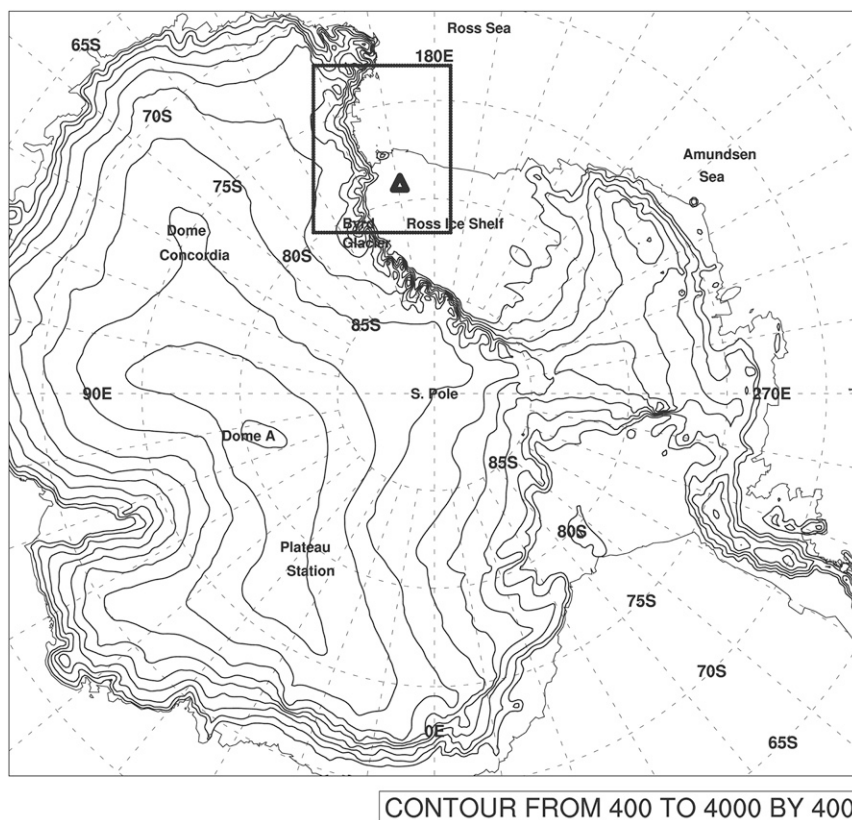 Ross Sea
65S
180E
70S
Amundsen
Sea
75S
Byrd
Glacier
Ross Ice Shelf
Dome
Concordia
80S
85S
90E
S. Pole
270E
Dome A
85S
80S
Plateau
Station
75S
70S
0E
65S
CONTOUR FROM 400 TO 4000 BY 400